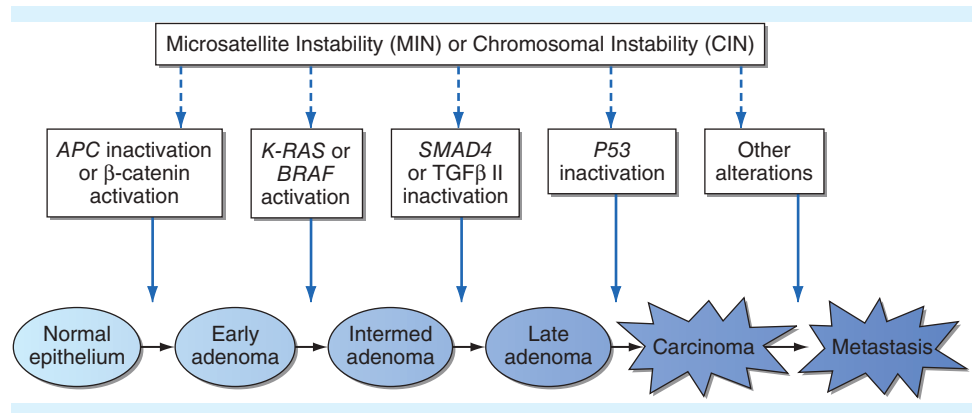 Microsatellite Instability (MIN) or Chromosomal Instability (CIN)
APC inactivation
or β-catenin
activation
K-RAS or
BRAF
activation
SMAD4
or TGFβ II
inactivation
P53
inactivation
Other
alterations
Normal
epithelium
Early
adenoma
Intermed
adenoma
Late
adenoma
Carcinoma
Metastasis